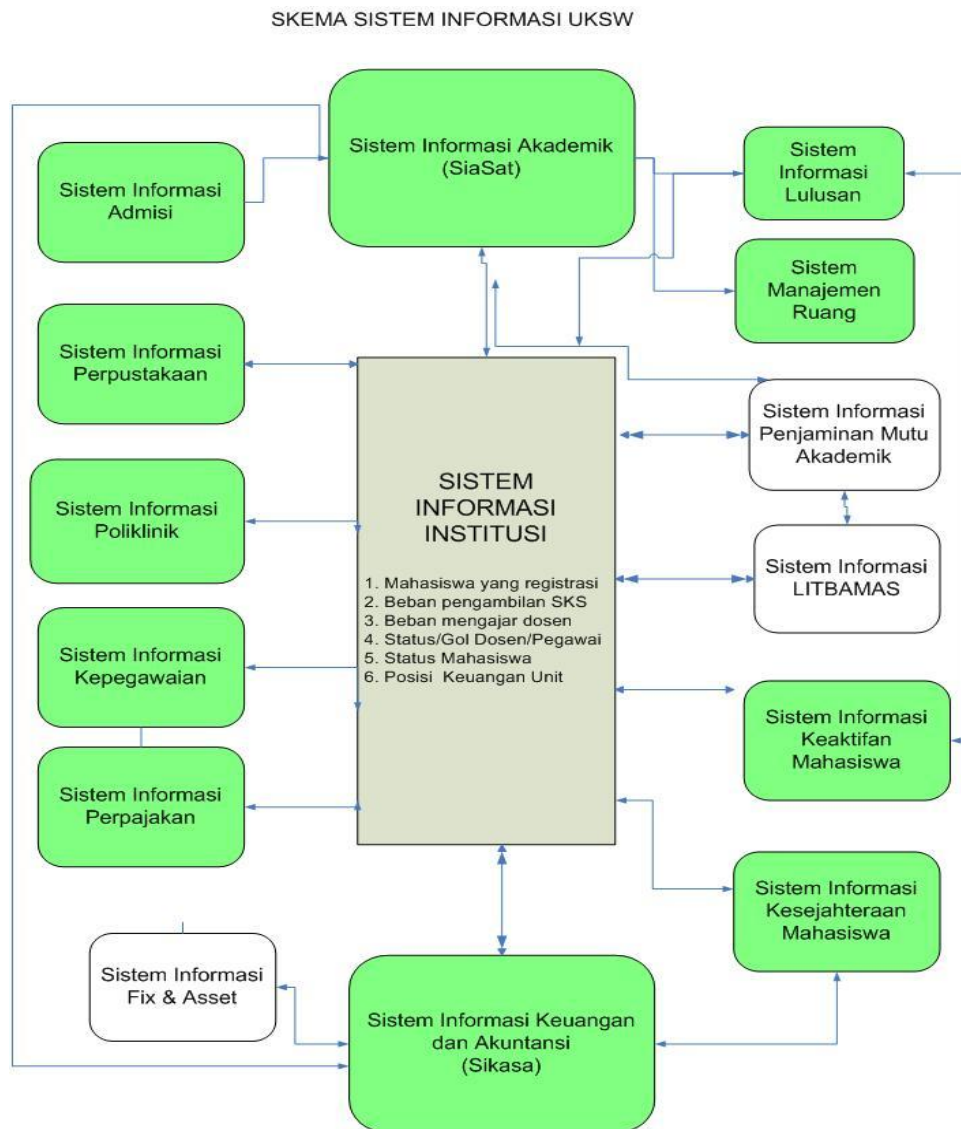 SKEMA SISTEM INFORMASI UKSW
Sistem Informasi Akademik
(SiaSat)
Sistem Informasi
Admisi
Sistem
Informasi
Lulusan
Sistem
Manajemen
Ruang
Sistem Informasi
Perpustakaan
Sistem Informasi
Penjaminan Mutu
Akademik
SISTEM
INFORMASI
INSTITUSI
1. Mahasiswa yang registrasi
2. Beban pengambilan SKS
3. Beban mengajar dosen
4. Status/Gol Dosen/Pegawai
5. Status Mahasiswa
6. Posisi Keuangan Unit
Sistem Informasi
Poliklinik
Sistem Informasi
LITBAMAS
Sistem Informasi
Kepegawaian
Sistem Informasi
Keaktifan
Mahasiswa
Sistem Informasi
Perpajakan
Sistem Informasi
Kesejahteraan
Mahasiswa
Sistem Informasi
Fix & Asset
Sistem Informasi Keuangan
dan Akuntansi
(Sikasa)